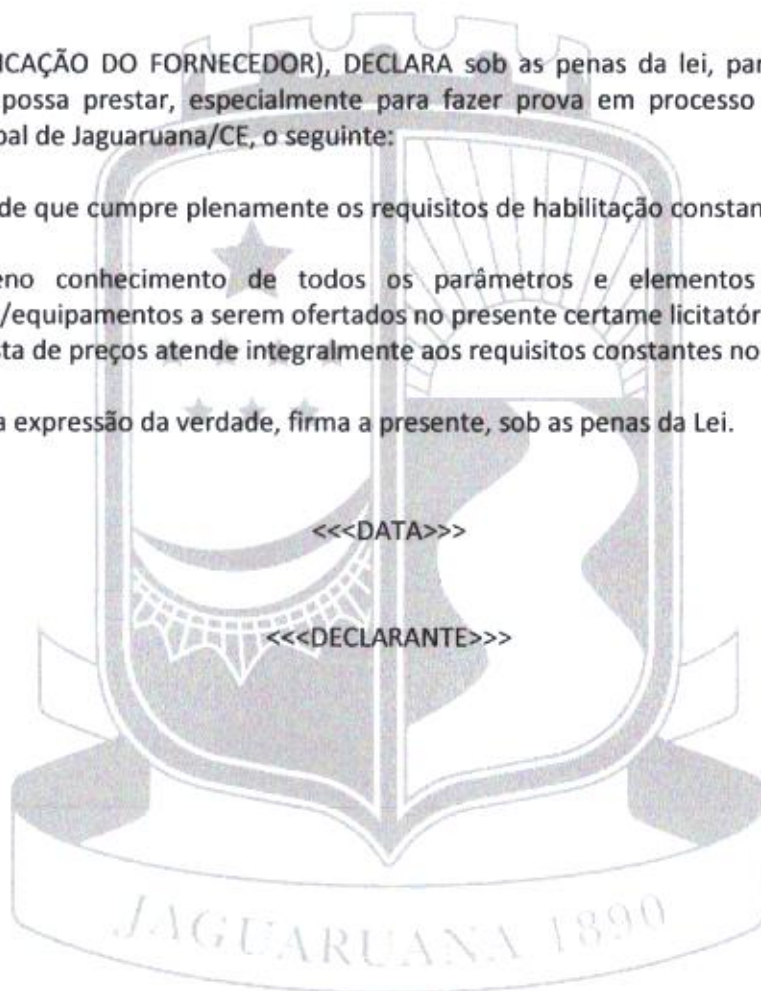 ICAÇÃO DO FORNECEDOR), DECLARA sob as penas da lei, par
possa prestar, especialmente para fazer prova em processo
pal de Jaguaruana/CE, o seguinte:
de que cumpre plenamente os requisitos de habilitação constan
eno conhecimento de todos os parâmetros e elementos
/equipamentos a serem ofertados no presente certame licitatór
sta de preços atende integralmente aos requisitos constantes no
a expressão da verdade, firma a presente, sob as penas da Lei.
<<<DATA>>>
<<<DECLARANTE>>>
JAGUARUANA 1890